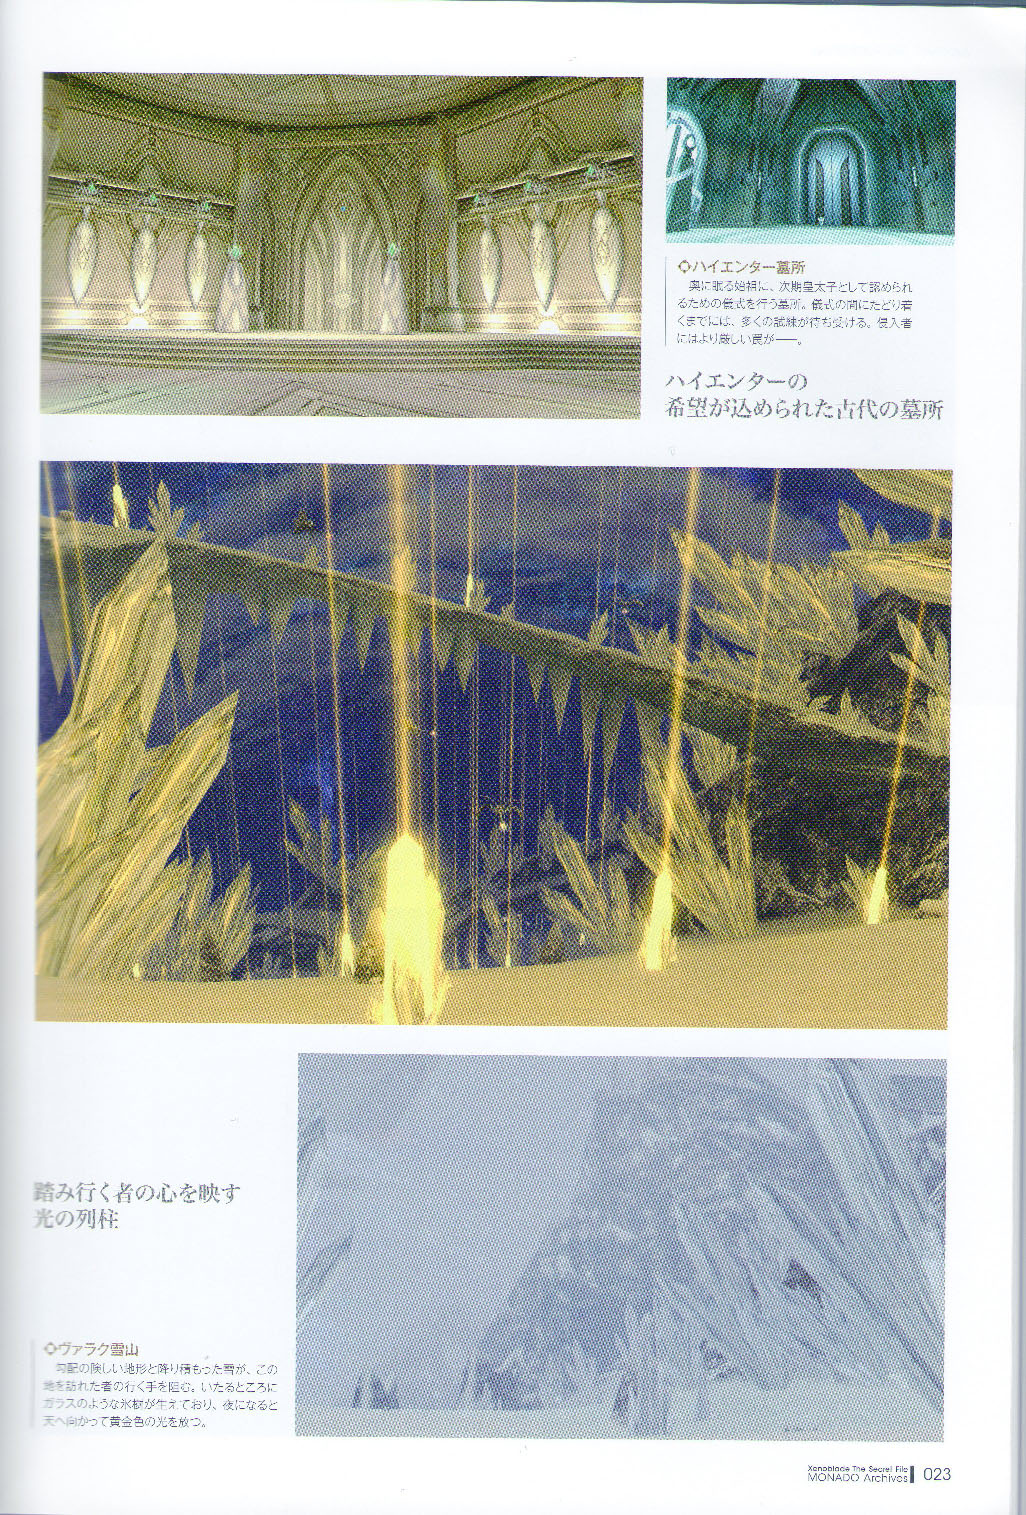 ◇ハイエンター墓所
奥に眠る始祖に、次期皇太子として認められ
るための儀式を行う墓所。儀式の間にたどり着
くまでには、多くの試練が待ち受ける。侵入者
にはより厳しい罠が――。
ハイエンターの
希望が込められた古代の墓所
踏み行く者の心を映す
光の列柱
◇ヴァラク雪山
勾配の険しい地形と降り積もった雪が、この
地を訪れた者の行く手を阻む。いたるところに
ガラスのような氷樹が生えており、夜になると
天へ向かって黄金色の光を放つ。
Xenoblade The Secret File
MONADO Archives 023